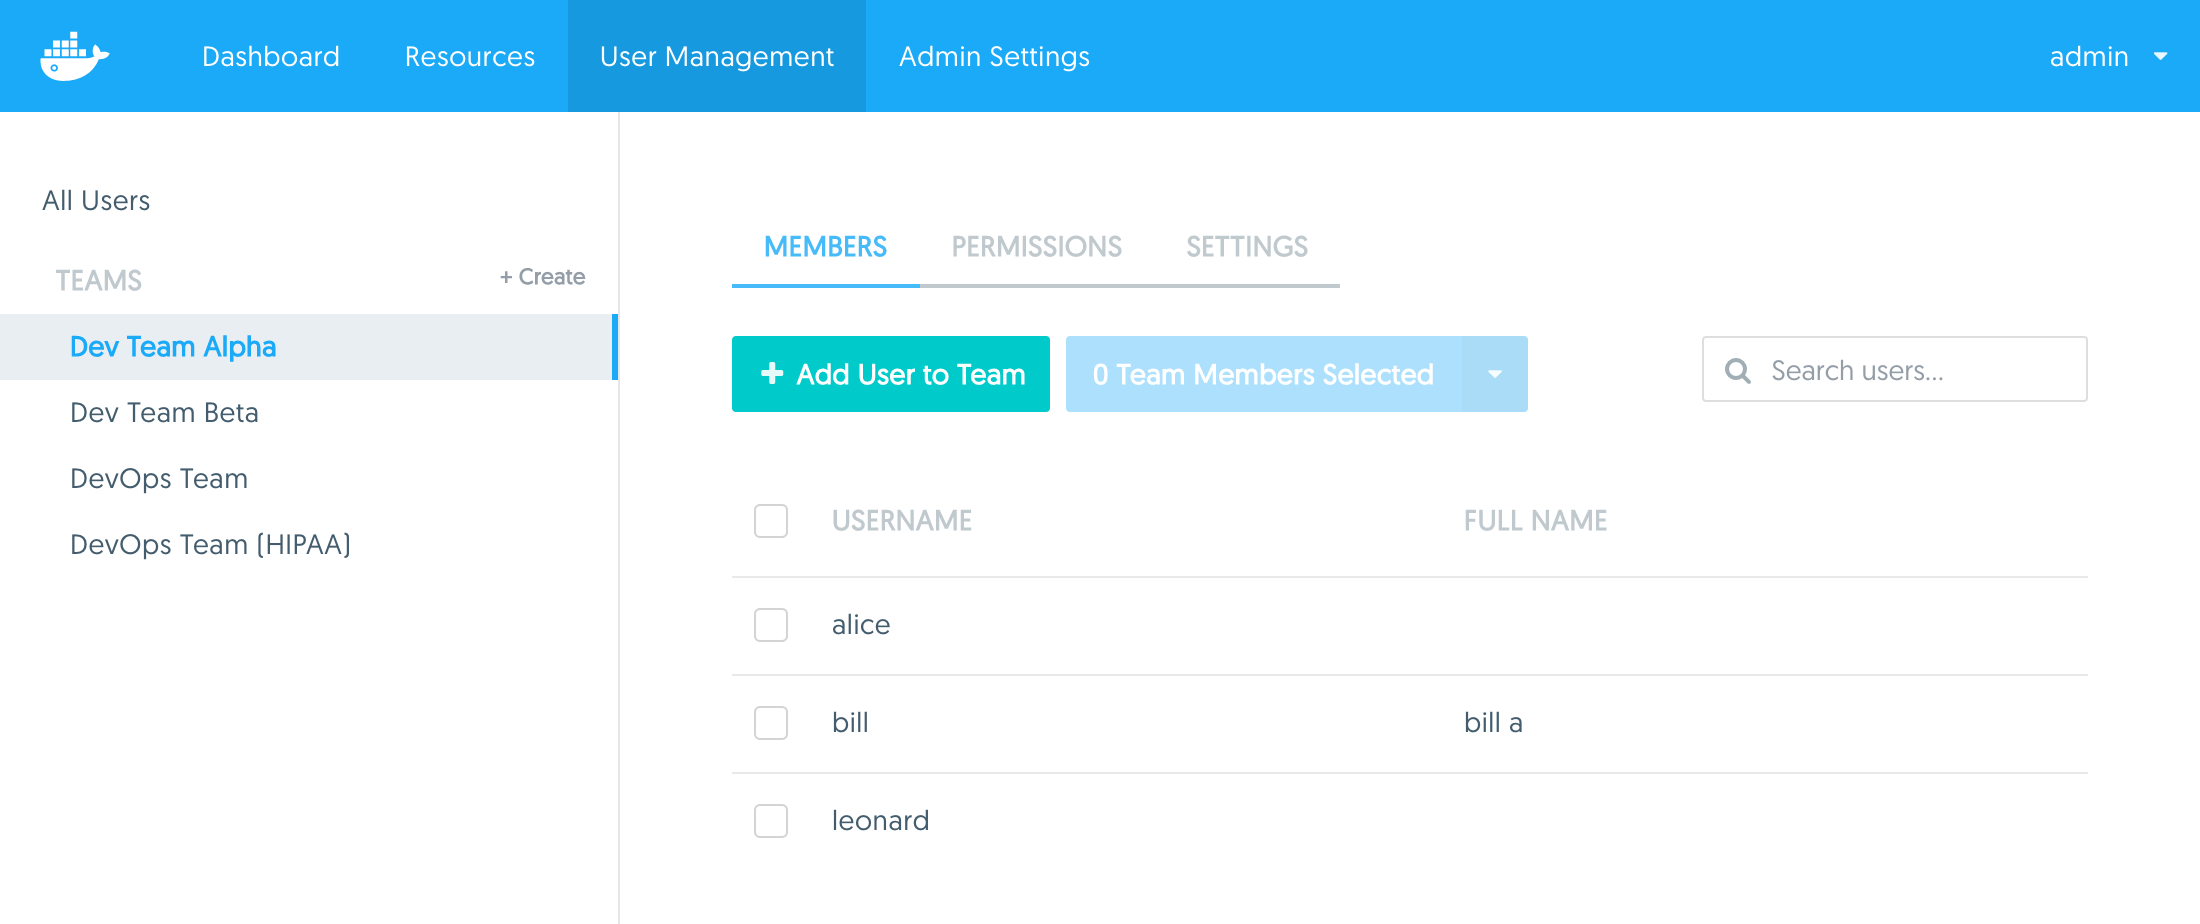 Dashboard Resources User Management Admin Settings admin
All Users
TEAMS + Create
Dev Team Alpha
Dev Team Beta
DevOps Team
DevOps Team (HIPAA)
MEMBERS PERMISSIONS SETTINGS
+ Add User to Team 0 Team Members Selected Search users...
USERNAME FULL NAME
alice
bill bill a
leonard